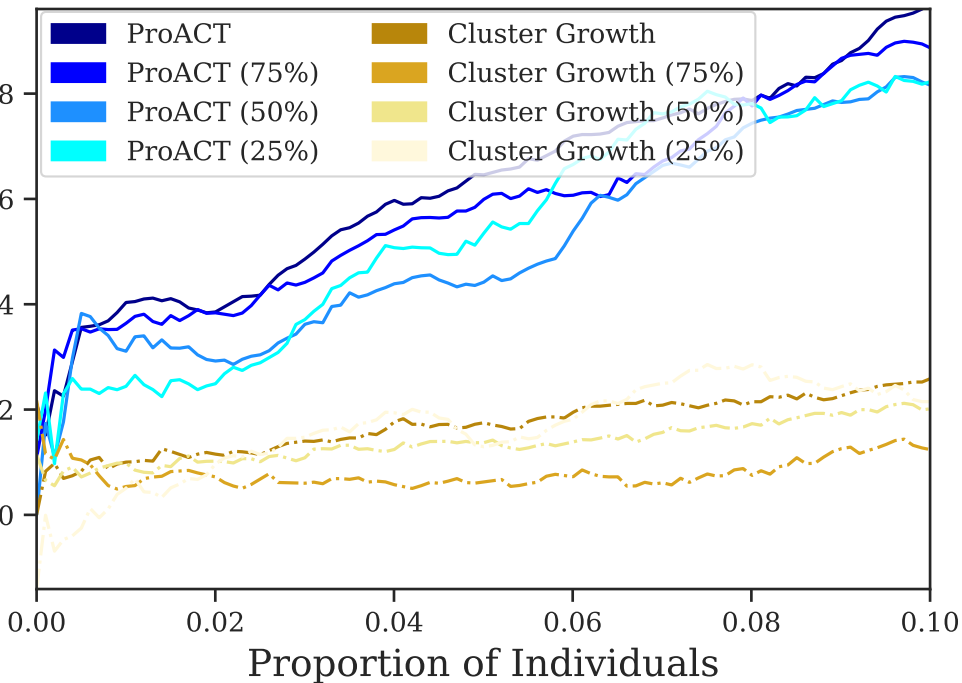 ProACT
ProACT (75%)
ProACT (50%)
ProACT (25%)
Cluster Growth
Cluster Growth (75%)
Cluster Growth (50%)
Cluster Growth (25%)
8
6
4
2
0
0.00 0.02 0.04 0.06 0.08 0.10
Proportion of Individuals